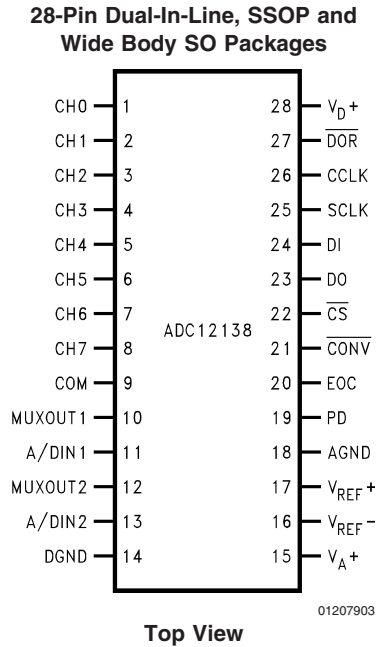 28-Pin Dual-In-Line, SSOP and
Wide Body SO Packages
CH0 1 28 VD+
CH1 2 27 DOR
CH2 3 26 CCLK
CH3 4 25 SCLK
CH4 5 24 DI
CH5 6 23 DO
CH6 7 22 CS
ADC12138
CH7 8 21 CONV
COM 9 20 EOC
MUXOUT1 10 19 PD
A/DIN1 11 18 AGND
MUXOUT2 12 17 VREF+
A/DIN2 13 16 VREF−
DGND 14 15 VA+
01207903
Top View